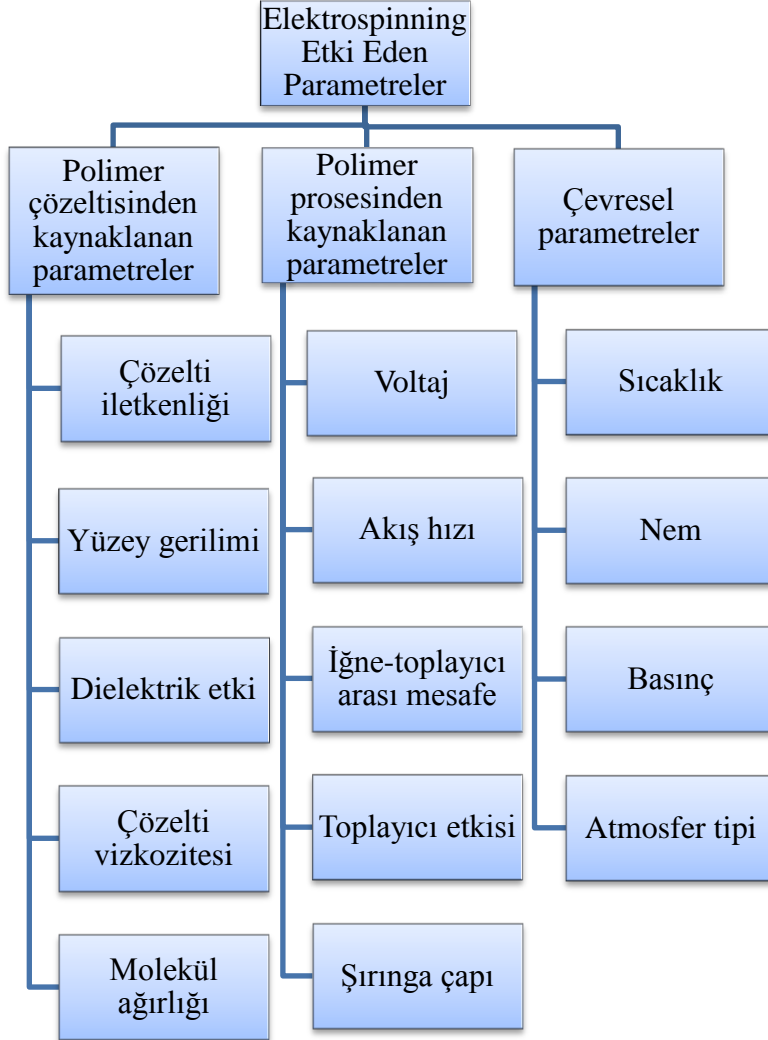 Elektrospinning
Etki Eden
Parametreler
Polimer
çözeltisinden
kaynaklanan
parametreler
Çözelti
iletkenliği
Yüzey gerilimi
Dielektrik etki
Çözelti
vizkozitesi
Molekül
ağırlığı
Polimer
prosesinden
kaynaklanan
parametreler
Voltaj
Akış hızı
İğne-toplayıcı
arası mesafe
Toplayıcı etkisi
Şırınga çapı
Çevresel
parametreler
Sıcaklık
Nem
Basınç
Atmosfer tipi